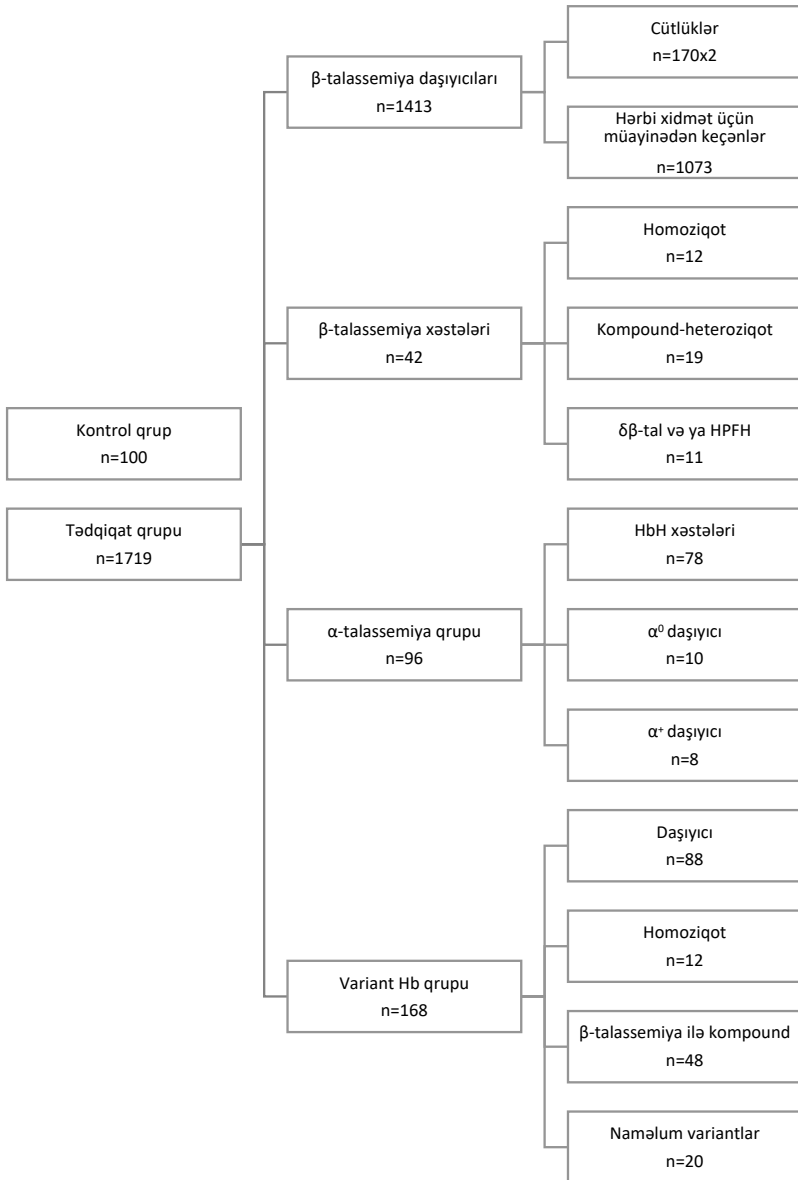 Kontrol qrup
n=100
Tədqiqat qrupu
n=1719
β-talassemiya daşıyıcıları
n=1413
Cütlüklər
n=170x2
Hərbi xidmət üçün
müayinədən keçənlər
n=1073
β-talassemiya xəstələri
n=42
Homoziqot
n=12
Kompound-heteroziqot
n=19
δβ-tal və ya HPFH
n=11
α-talassemiya qrupu
n=96
HbH xəstələri
n=78
α⁰ daşıyıcı
n=10
α⁺ daşıyıcı
n=8
Variant Hb qrupu
n=168
Daşıyıcı
n=88
Homoziqot
n=12
β-talassemiya ilə kompound
n=48
Naməlum variantlar
n=20